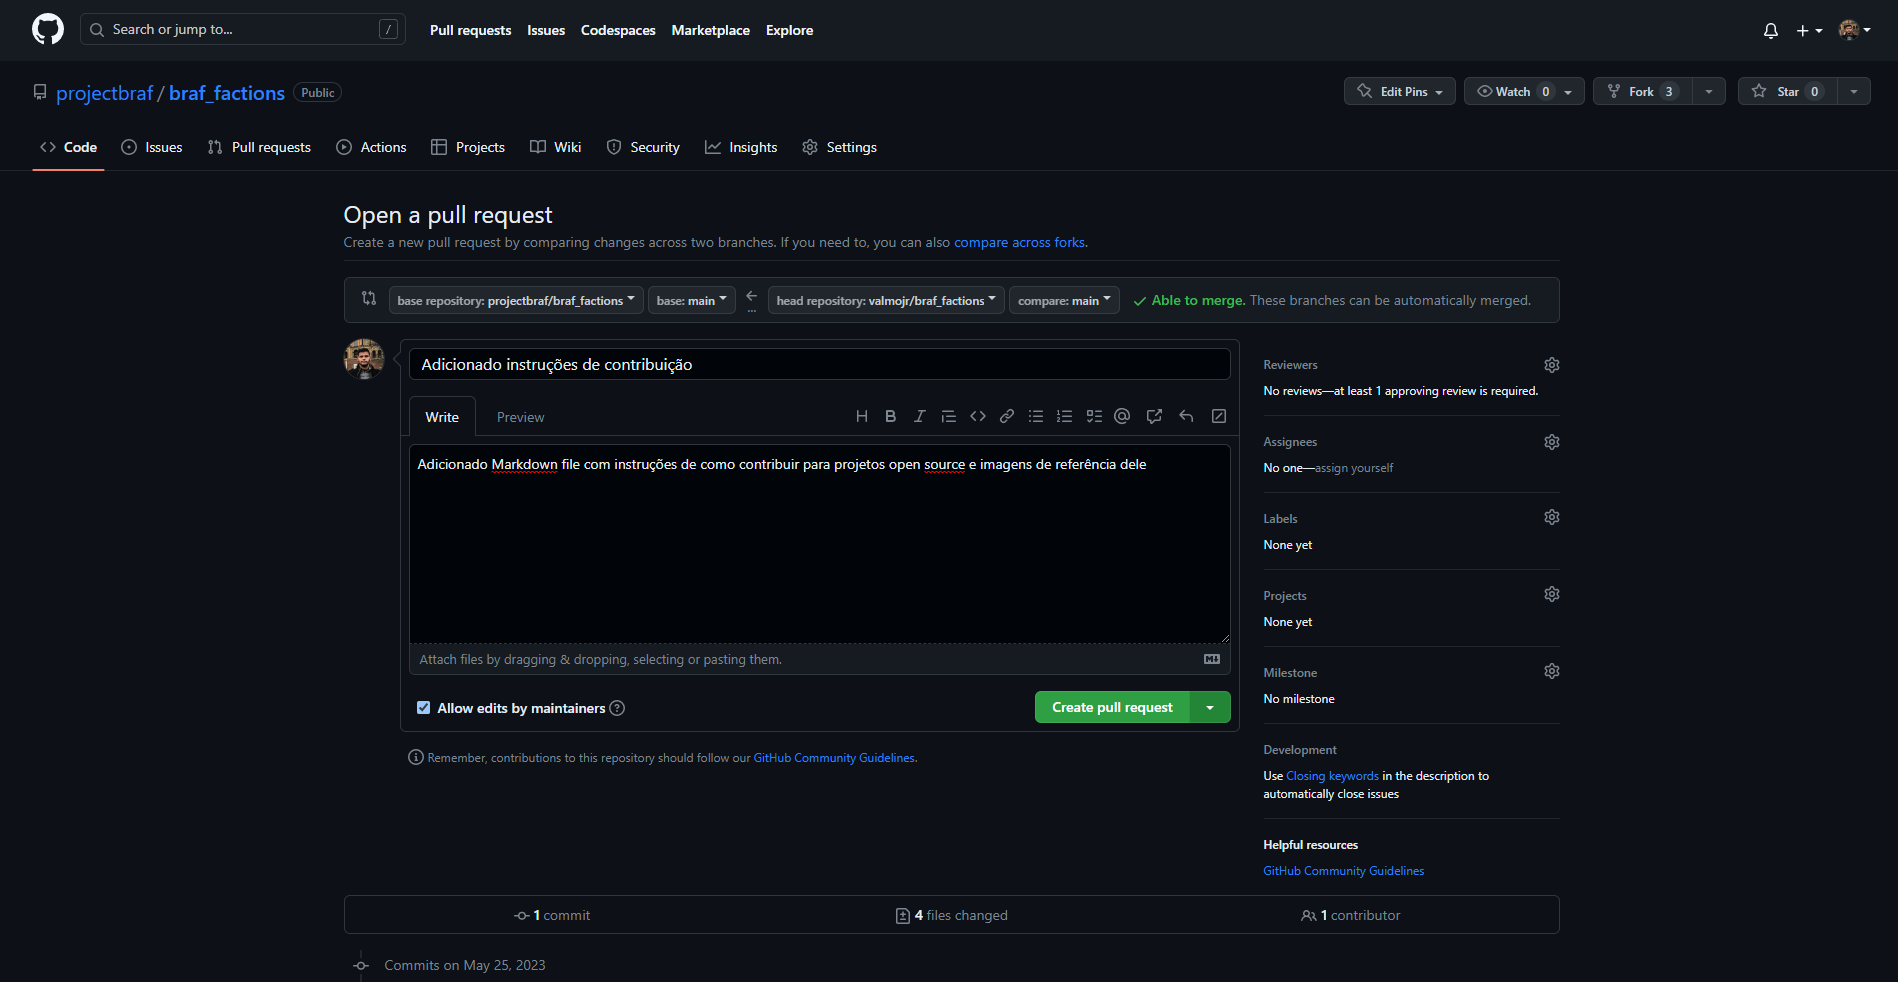 Search or jump to... /
Pull requests Issues Codespaces Marketplace Explore
projectbraf / braf_factions Public
Edit Pins Watch 0 Fork 3 Star 0
Code Issues Pull requests Actions Projects Wiki Security Insights Settings
Open a pull request
Create a new pull request by comparing changes across two branches. If you need to, you can also compare across forks.
base repository: projectbraf/braf_factions base: main ... head repository: valmojr/braf_factions compare: main Able to merge. These branches can be automatically merged.
Adicionado instruções de contribuição
Write Preview
Adicionado Markdown file com instruções de como contribuir para projetos open source e imagens de referência dele
Attach files by dragging & dropping, selecting or pasting them.
Allow edits by maintainers
Create pull request
Remember, contributions to this repository should follow our GitHub Community Guidelines.
Reviewers
No reviews—at least 1 approving review is required.
Assignees
No one—assign yourself
Labels
None yet
Projects
None yet
Milestone
No milestone
Development
Use Closing keywords in the description to
automatically close issues
Helpful resources
GitHub Community Guidelines
1 commit 4 files changed 1 contributor
Commits on May 25, 2023